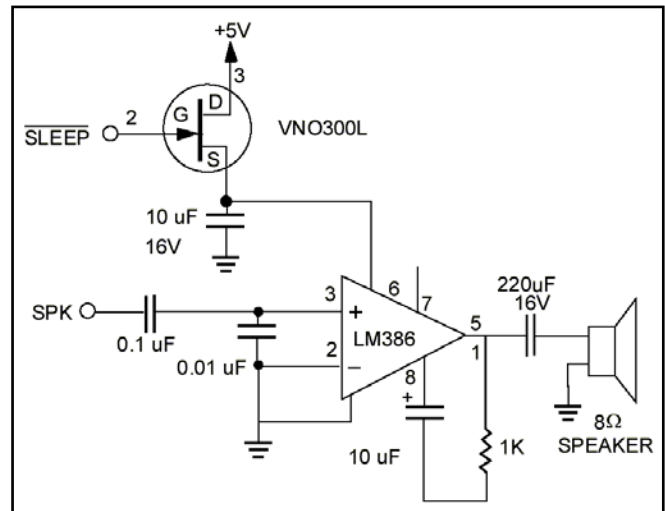 +5V
3
G
D
2
SLEEP
VNO300L
S
10 uF
16V
6
7
220uF
16V
SPK
3
+
5
0.1 uF
LM386
2
−
1
0.01 uF
8
+
10 uF
1K
8Ω
SPEAKER